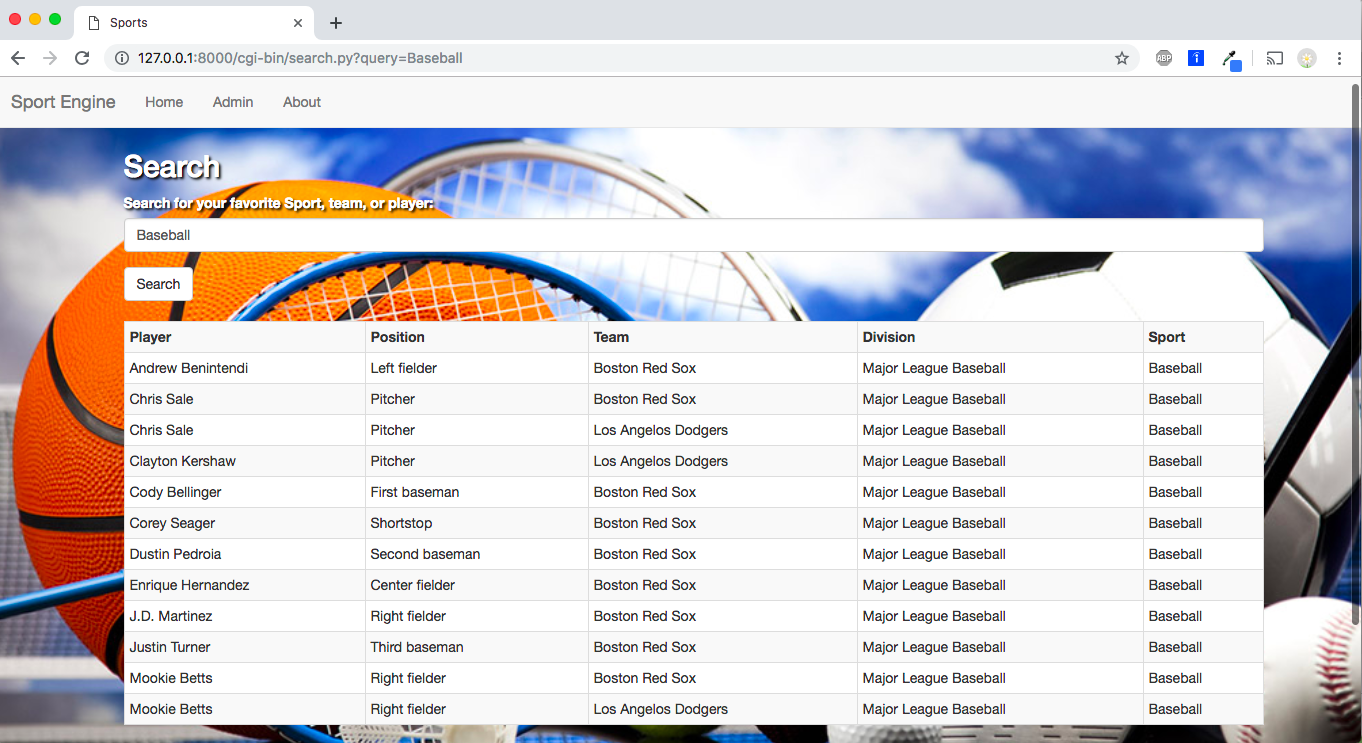 Sports
127.0.0.1:8000/cgi-bin/search.py?query=Baseball
ABP
Sport Engine Home Admin About
Search
Search for your favorite Sport, team, or player:
Baseball
Search
Player Position Team Division Sport
Andrew Benintendi Left fielder Boston Red Sox Major League Baseball Baseball
Chris Sale Pitcher Boston Red Sox Major League Baseball Baseball
Chris Sale Pitcher Los Angelos Dodgers Major League Baseball Baseball
Clayton Kershaw Pitcher Los Angelos Dodgers Major League Baseball Baseball
Cody Bellinger First baseman Boston Red Sox Major League Baseball Baseball
Corey Seager Shortstop Boston Red Sox Major League Baseball Baseball
Dustin Pedroia Second baseman Boston Red Sox Major League Baseball Baseball
Enrique Hernandez Center fielder Boston Red Sox Major League Baseball Baseball
J.D. Martinez Right fielder Boston Red Sox Major League Baseball Baseball
Justin Turner Third baseman Boston Red Sox Major League Baseball Baseball
Mookie Betts Right fielder Boston Red Sox Major League Baseball Baseball
Mookie Betts Right fielder Los Angelos Dodgers Major League Baseball Baseball